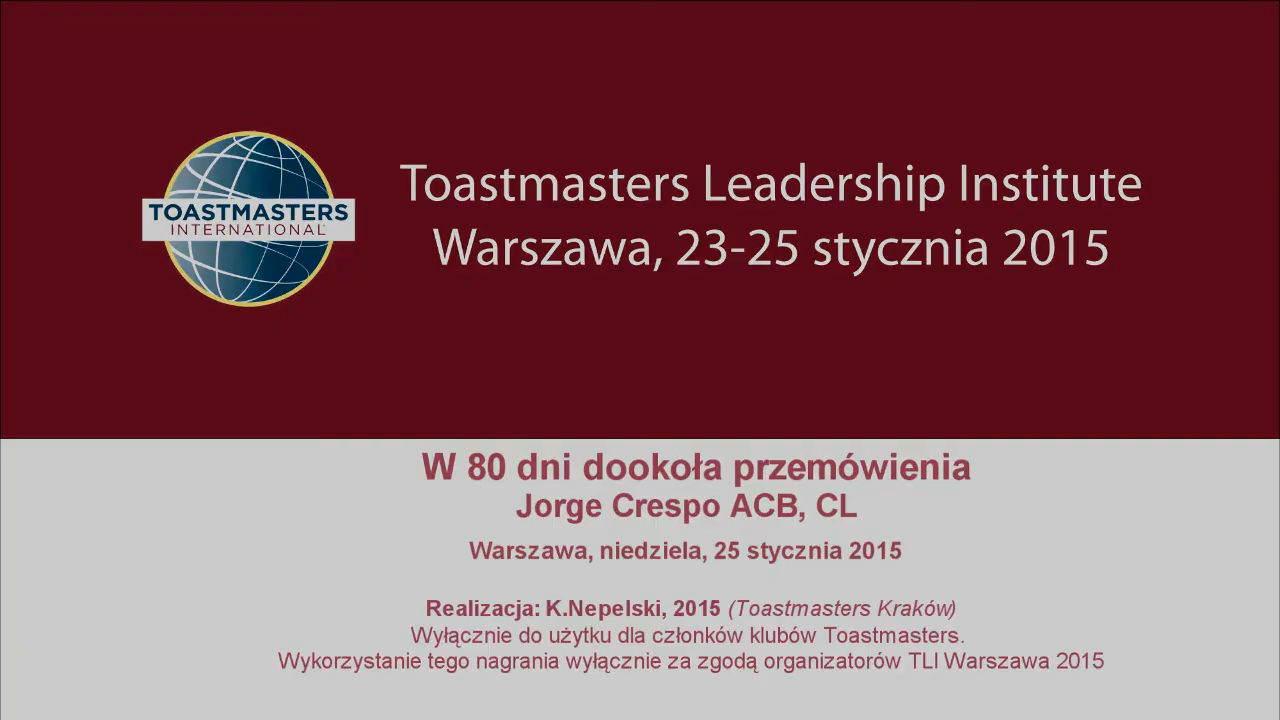 TOASTMASTERS
INTERNATIONAL
Toastmasters Leadership Institute
Warszawa, 23-25 stycznia 2015
W 80 dni dookoła przemówienia
Jorge Crespo ACB, CL
Warszawa, niedziela, 25 stycznia 2015
Realizacja: K.Nepelski, 2015 (Toastmasters Kraków)
Wyłącznie do użytku dla członków klubów Toastmasters.
Wykorzystanie tego nagrania wyłącznie za zgodą organizatorów TLI Warszawa 2015